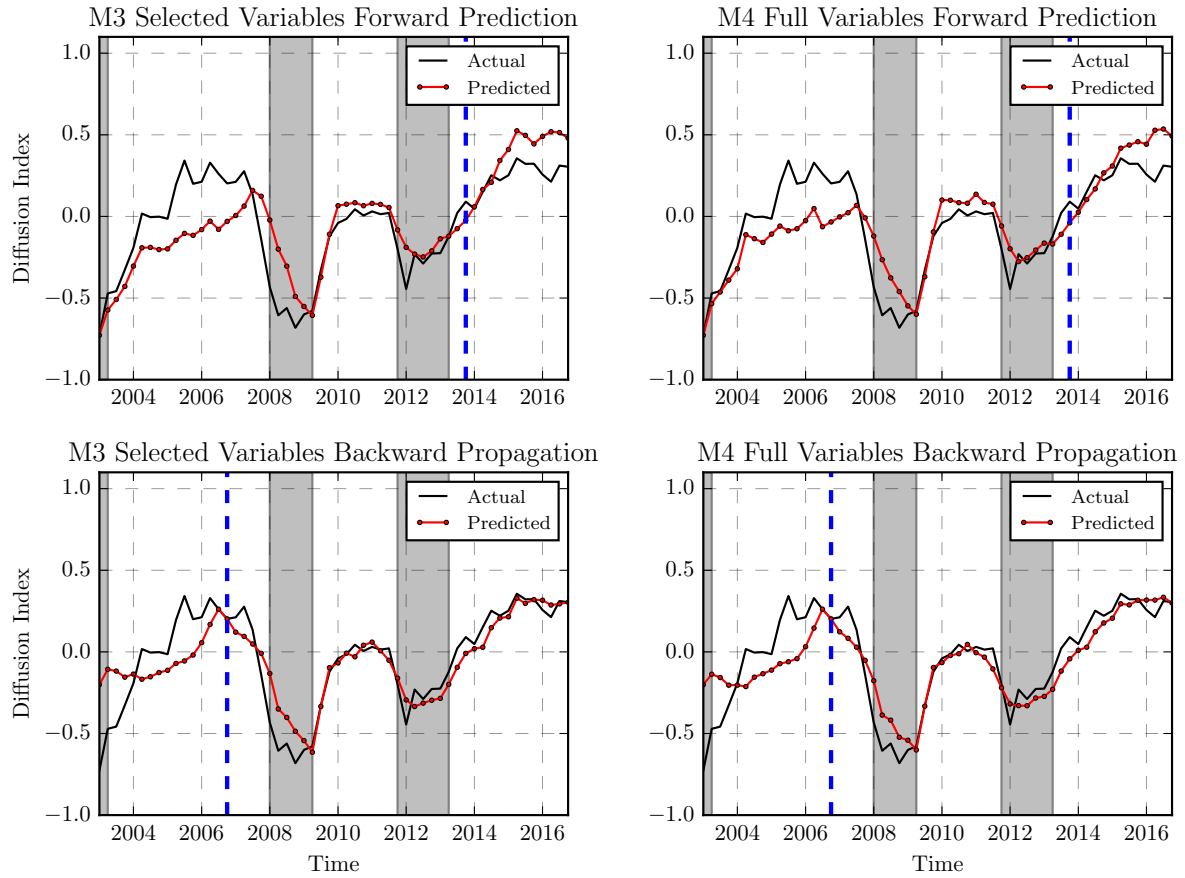 M3 Selected Variables Forward Prediction
1.0
0.5
0.0
−0.5
−1.0
Diffusion Index
Actual
Predicted
2004 2006 2008 2010 2012 2014 2016
M4 Full Variables Forward Prediction
1.0
0.5
0.0
−0.5
−1.0
Actual
Predicted
2004 2006 2008 2010 2012 2014 2016
M3 Selected Variables Backward Propagation
1.0
0.5
0.0
−0.5
−1.0
Diffusion Index
Actual
Predicted
2004 2006 2008 2010 2012 2014 2016
Time
M4 Full Variables Backward Propagation
1.0
0.5
0.0
−0.5
−1.0
Actual
Predicted
2004 2006 2008 2010 2012 2014 2016
Time